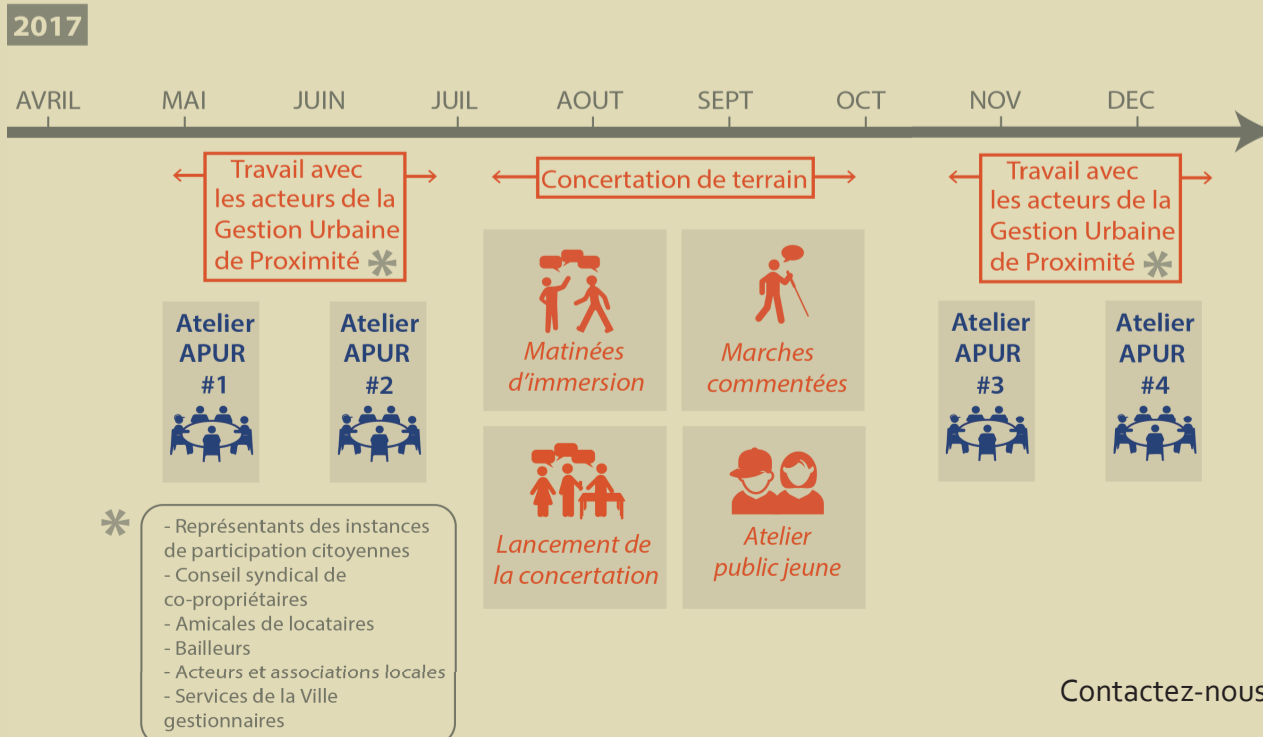 2017
AVRIL MAI JUIN JUIL AOUT SEPT OCT NOV DEC
Travail avec
les acteurs de la
Gestion Urbaine
de Proximité *
Concertation de terrain
Travail avec
les acteurs de la
Gestion Urbaine
de Proximité *
Atelier
APUR
#1
Atelier
APUR
#2
Matinées
d'immersion
Marches
commentées
Lancement de
la concertation
Atelier
public jeune
Atelier
APUR
#3
Atelier
APUR
#4
*
- Représentants des instances
de participation citoyennes
- Conseil syndical de
co-propriétaires
- Amicales de locataires
- Bailleurs
- Acteurs et associations locales
- Services de la Ville
gestionnaires
Contactez-nous